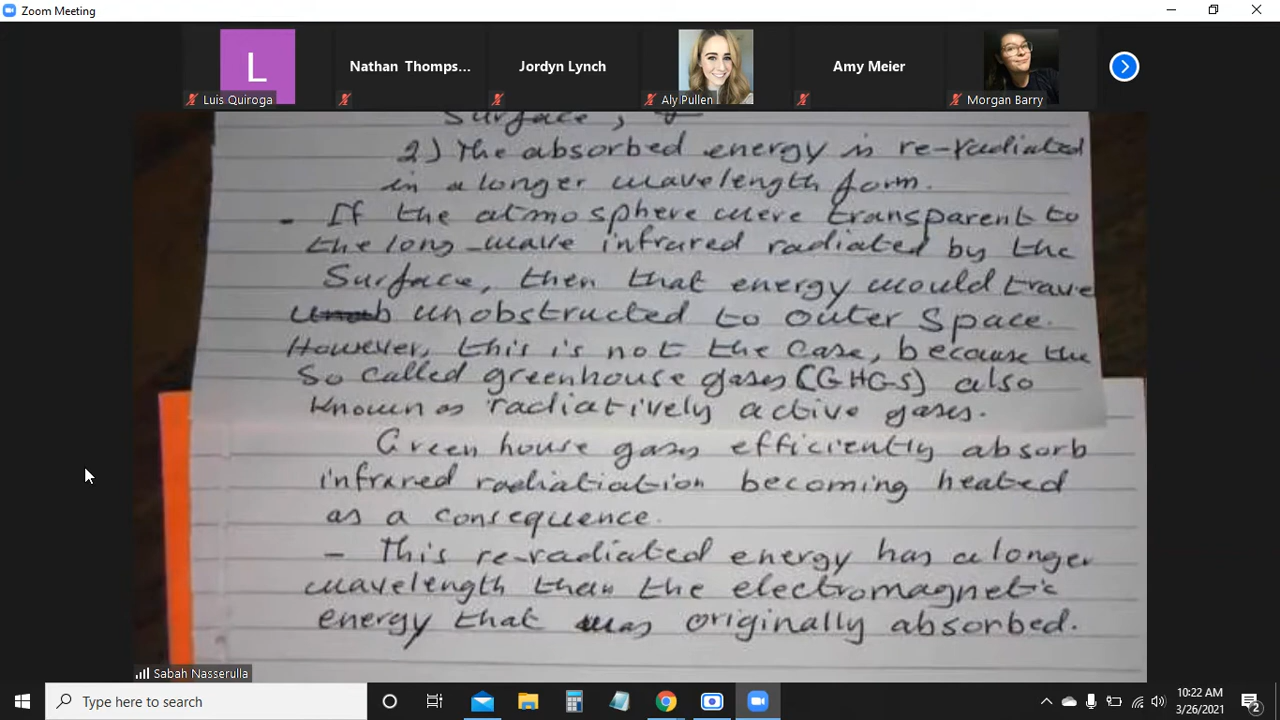 Zoom Meeting
L
Luis Quiroga
Nathan Thomps...
Jordyn Lynch
Aly Pullen
Amy Meier
Morgan Barry
Surface,
2) The absorbed energy is re-radiated
in a longer wavelength form.
- If the atmosphere were transparent to
the long-wave infrared radiated by the
Surface, then that energy would trave
unobstructed to outer space.
However, this is not the case, because the
So called greenhouse gases (GHGs) also
Known as radiatively active gases.
Green house gases efficiently absorb
infrared radiatiation becoming heated
as a consequence.
- This re-radiated energy has a longer
wavelength than the electromagnetic
energy that was originally absorbed.
Sabah Nasserulla
Type here to search
10:22 AM
3/26/2021
2